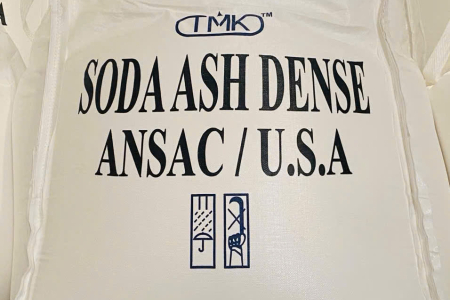 TMK™
SODA ASH DENSE
ANSAC / U.S.A